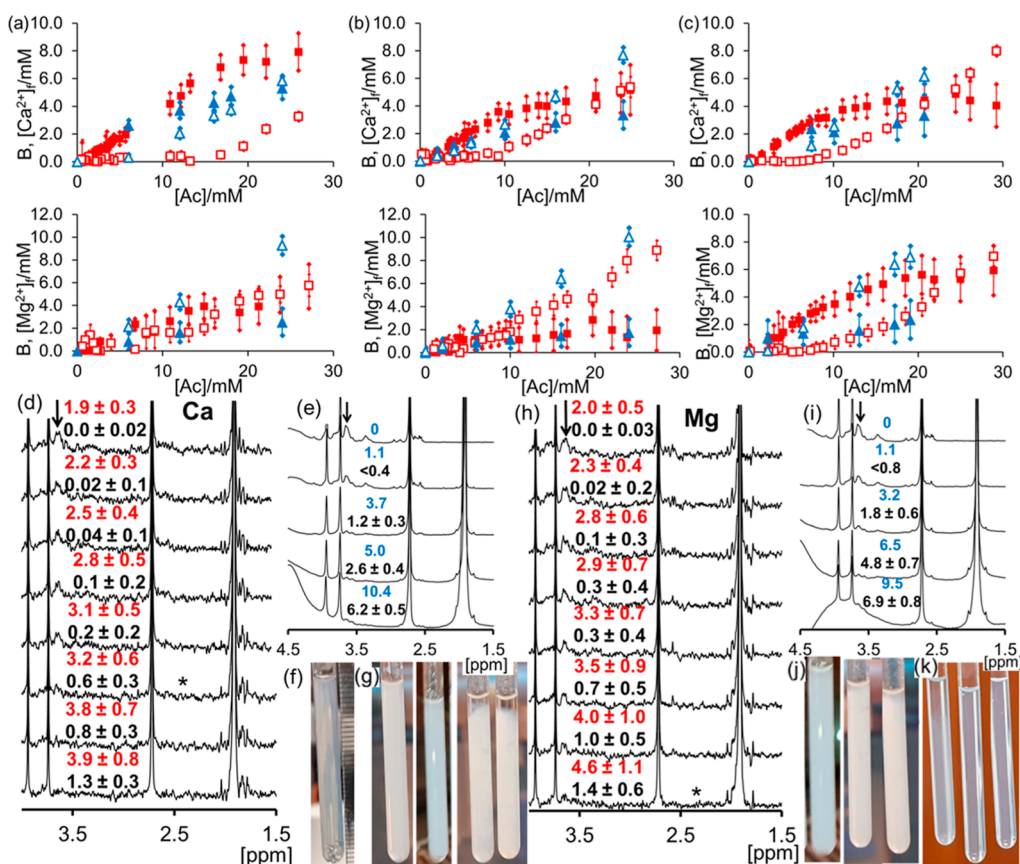 (a)
10.0
8.0
6.0
4.0
2.0
0.0
B, [Ca²⁺]f/mM
0 10 20 30
[Ac]/mM
(b)
10.0
8.0
6.0
4.0
2.0
0.0
B, [Ca²⁺]f/mM
0 10 20 30
[Ac]/mM
(c)
10.0
8.0
6.0
4.0
2.0
0.0
B, [Ca²⁺]f/mM
0 10 20 30
[Ac]/mM
12.0
10.0
8.0
6.0
4.0
2.0
0.0
B, [Mg²⁺]f/mM
0 10 20 30
[Ac]/mM
12.0
10.0
8.0
6.0
4.0
2.0
0.0
B, [Mg²⁺]f/mM
0 10 20 30
[Ac]/mM
10
8
6
4
2
0
B, [Mg²⁺]f/mM
0 10 20 30
[Ac]/mM
(d)
Ca
1.9 ± 0.3
0.0 ± 0.02
2.2 ± 0.3
0.02 ± 0.1
2.5 ± 0.4
0.04 ± 0.1
2.8 ± 0.5
0.1 ± 0.2
3.1 ± 0.5
0.2 ± 0.2
3.2 ± 0.6
0.6 ± 0.3
*
3.8 ± 0.7
0.8 ± 0.3
3.9 ± 0.8
1.3 ± 0.3
3.5 2.5 1.5
[ppm]
(e)
0
1.1
<0.4
3.7
1.2 ± 0.3
5.0
2.6 ± 0.4
10.4
6.2 ± 0.5
4.5 3.5 2.5 1.5
[ppm]
(f)
(g)
(h)
Mg
2.0 ± 0.5
0.0 ± 0.03
2.3 ± 0.4
0.02 ± 0.2
2.8 ± 0.6
0.1 ± 0.3
2.9 ± 0.7
0.3 ± 0.4
3.3 ± 0.7
0.3 ± 0.4
3.5 ± 0.9
0.7 ± 0.5
4.0 ± 1.0
1.0 ± 0.5
4.6 ± 1.1
1.4 ± 0.6
*
3.5 2.5 1.5
[ppm]
(i)
0
1.1
<0.8
3.2
1.8 ± 0.6
6.5
4.8 ± 0.7
9.5
6.9 ± 0.8
4.5 3.5 2.5 1.5
[ppm]
(j)
(k)